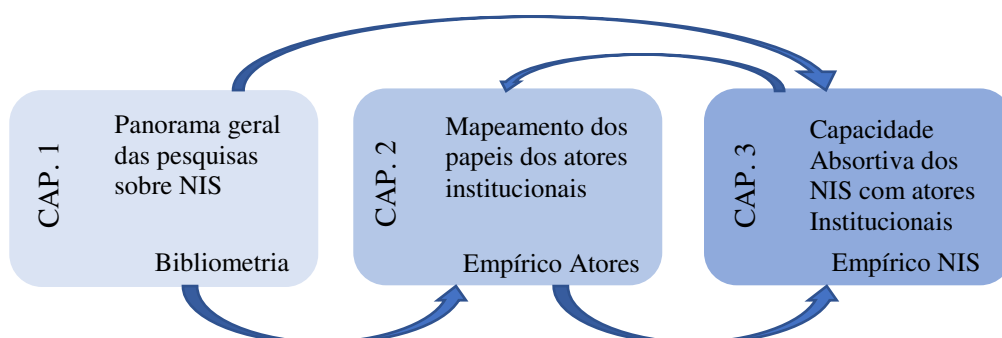 CAP. 1
Panorama geral
das pesquisas
sobre NIS
Bibliometria
CAP. 2
Mapeamento dos
papeis dos atores
institucionais
Empírico Atores
CAP. 3
Capacidade
Absortiva dos
NIS com atores
Institucionais
Empírico NIS